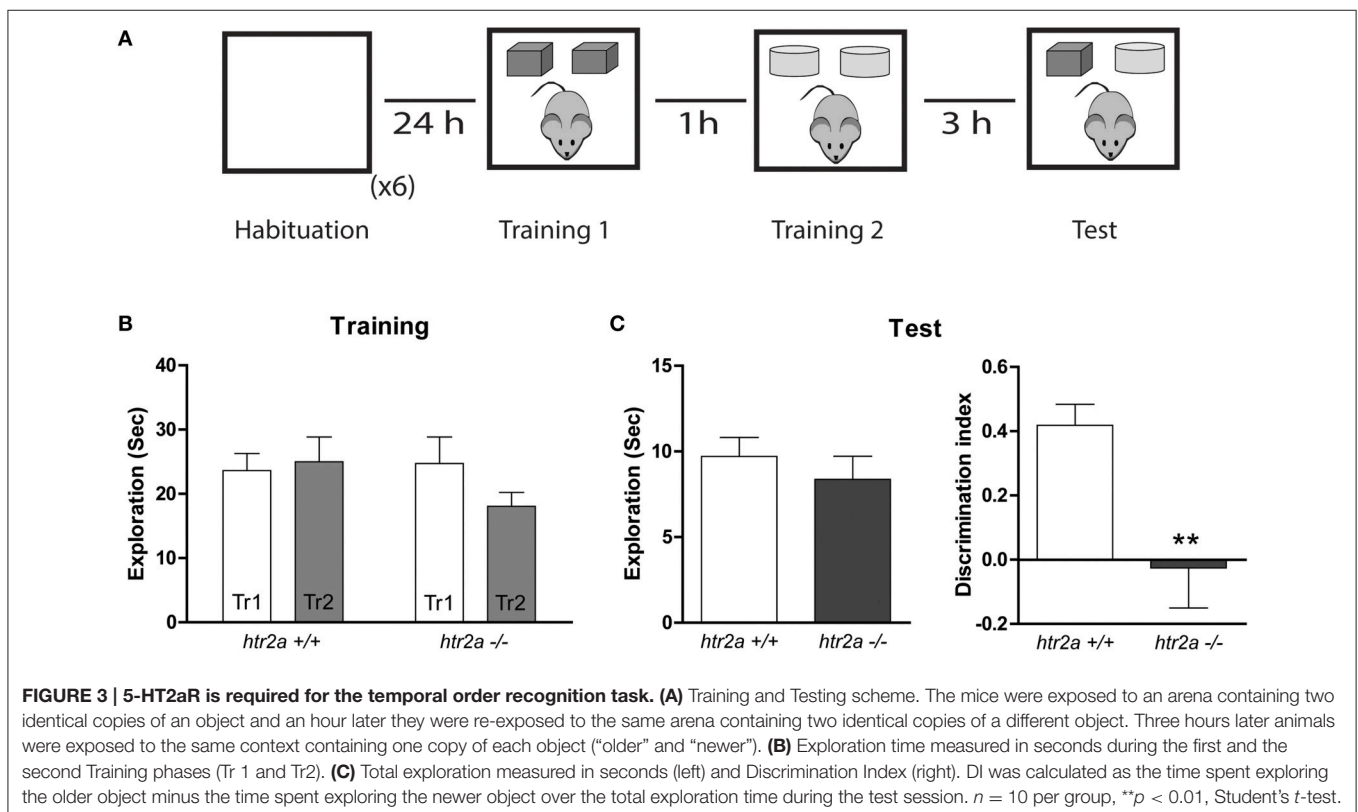 A
24 h
1h
3 h
(x6)
Habituation
Training 1
Training 2
Test
B
Training
Exploration (Sec)
40
30
20
10
0
Tr1
Tr2
Tr1
Tr2
htr2a +/+
htr2a -/-
C
Test
Exploration (Sec)
15
10
5
0
htr2a +/+
htr2a -/-
Discrimination index
0.6
0.4
0.2
0.0
-0.2
**
htr2a +/+
htr2a -/-
FIGURE 3 | 5-HT2aR is required for the temporal order recognition task. (A) Training and Testing scheme. The mice were exposed to an arena containing two
identical copies of an object and an hour later they were re-exposed to the same arena containing two identical copies of a different object. Three hours later animals
were exposed to the same context containing one copy of each object (“older” and “newer”). (B) Exploration time measured in seconds during the first and the
second Training phases (Tr 1 and Tr2). (C) Total exploration measured in seconds (left) and Discrimination Index (right). DI was calculated as the time spent exploring
the older object minus the time spent exploring the newer object over the total exploration time during the test session. n = 10 per group, **p < 0.01, Student’s t-test.